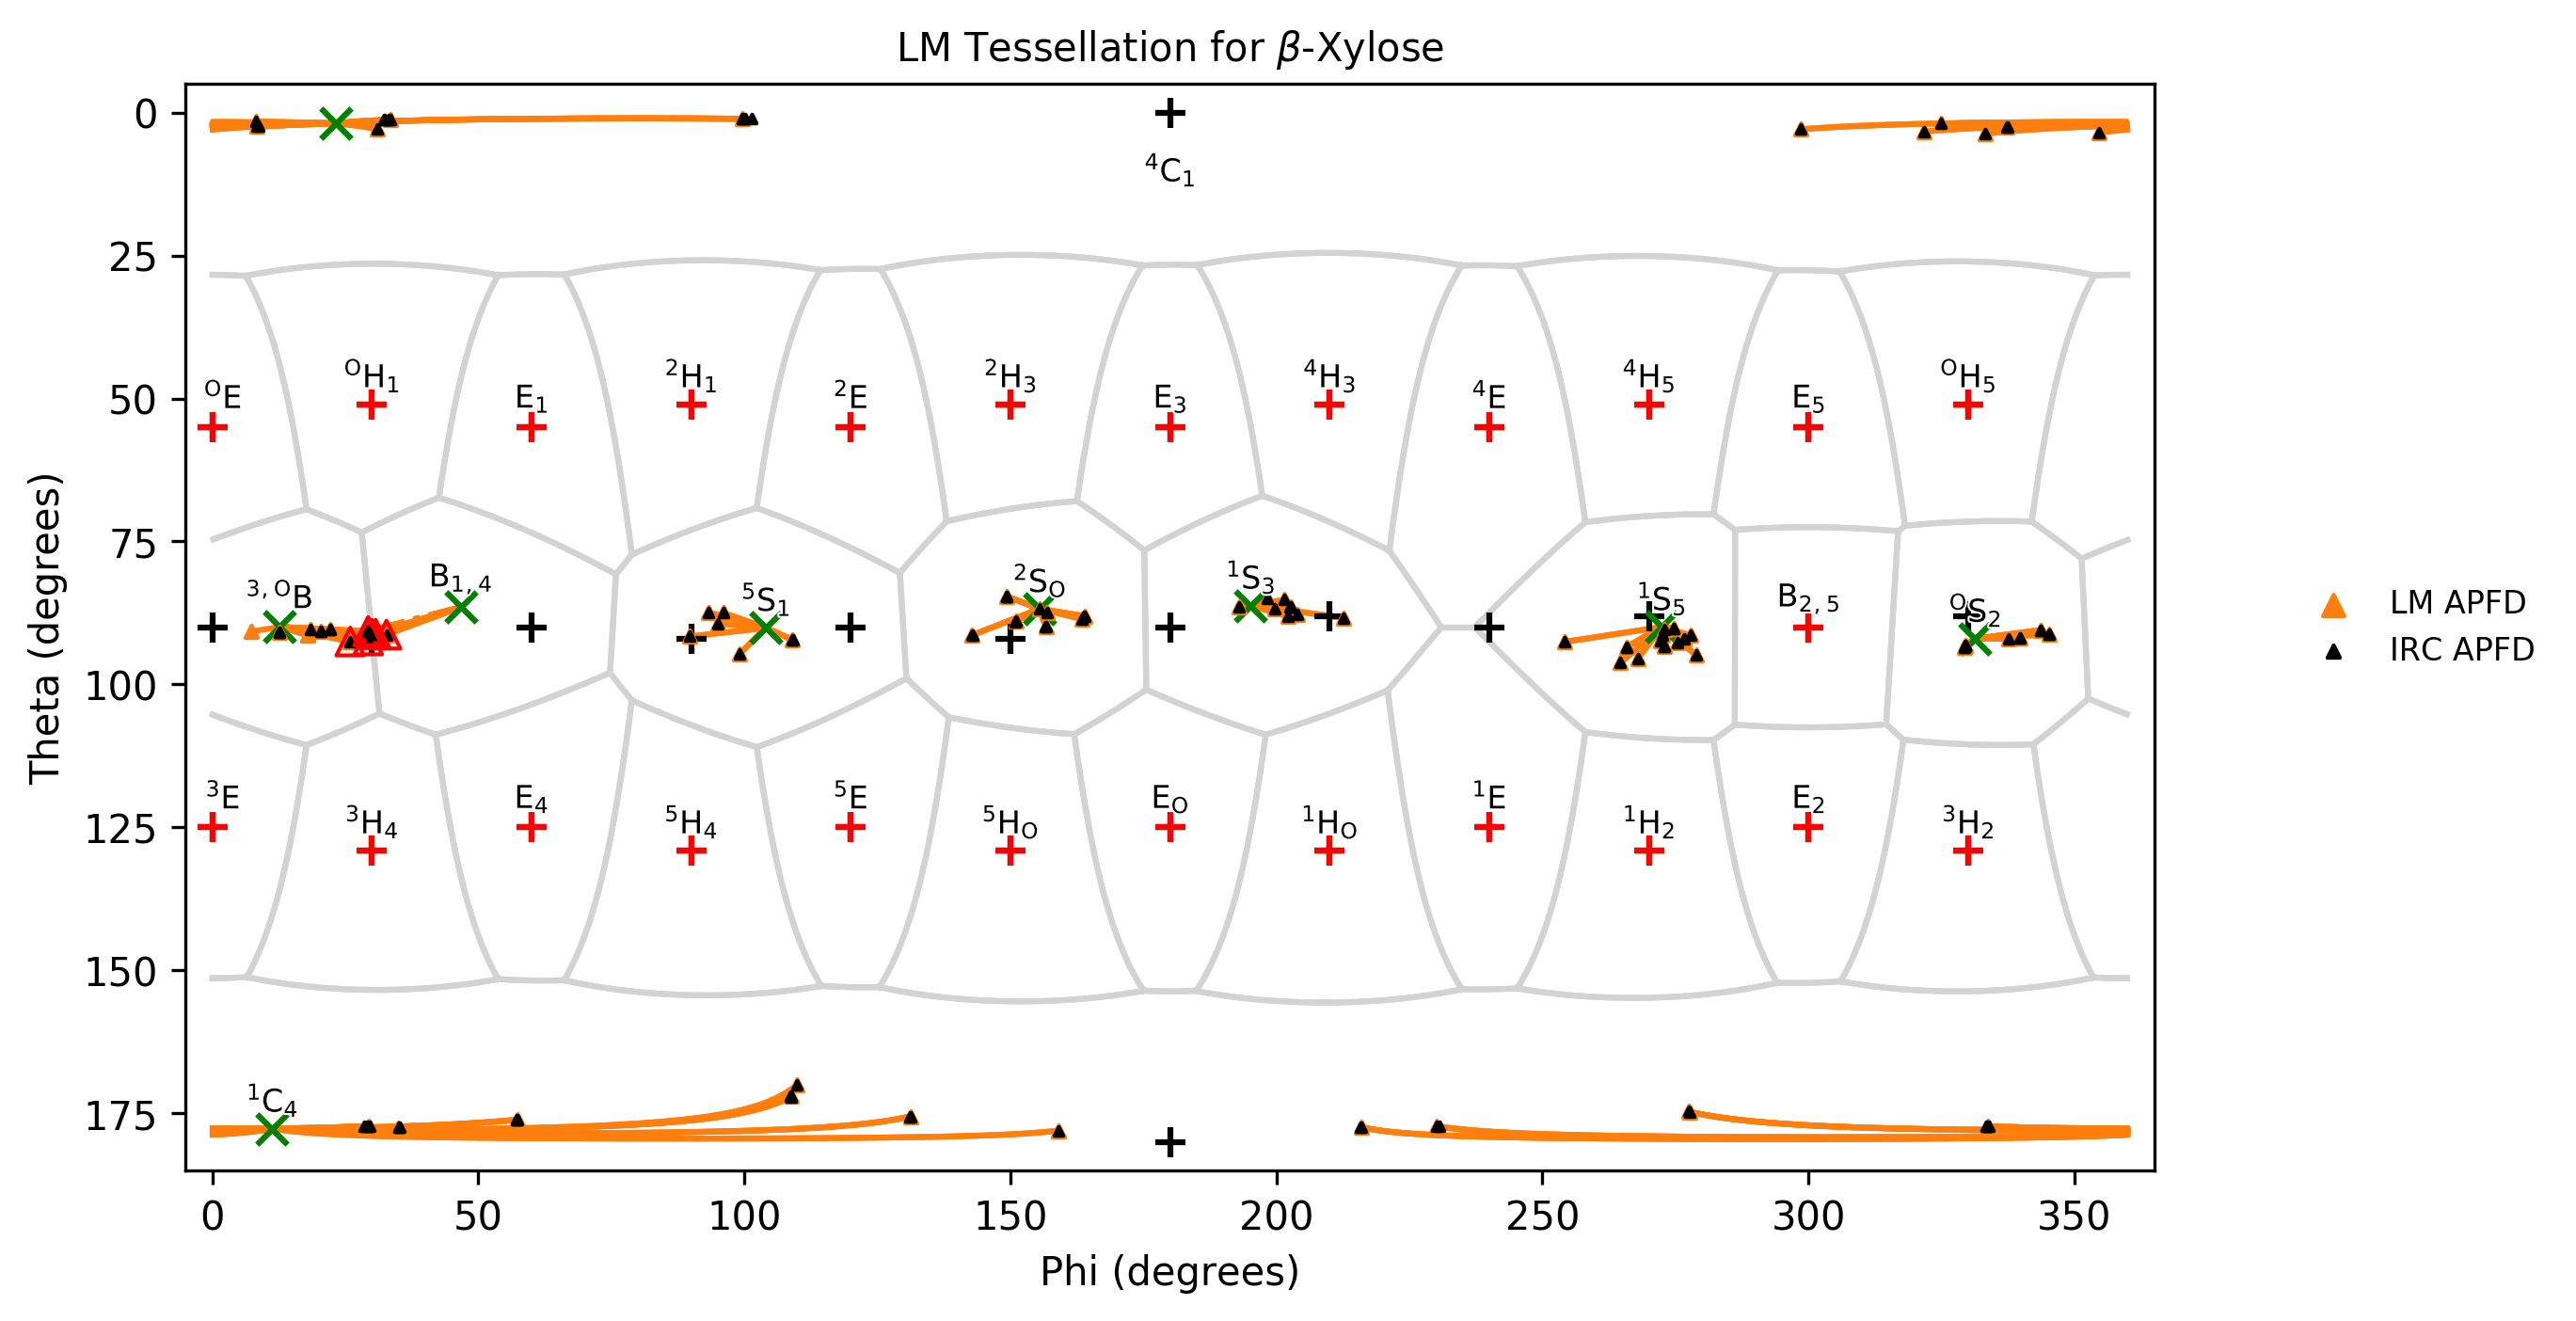 LM Tessellation for β-Xylose
0
25
50
75
100
125
150
175
Theta (degrees)
⁴C₁
ᴼE
ᴼH₁
E₁
²H₁
²E
²H₃
E₃
⁴H₃
⁴E
⁴H₅
E₅
ᴼH₅
³,ᴼB
B₁,₄
⁵S₁
²Sₒ
¹S₃
¹S₅
B₂,₅
ᴼS₂
³E
³H₄
E₄
⁵H₄
⁵E
⁵Hₒ
Eₒ
¹Hₒ
¹E
¹H₂
E₂
³H₂
¹C₄
LM APFD
IRC APFD
0
50
100
150
200
250
300
350
Phi (degrees)